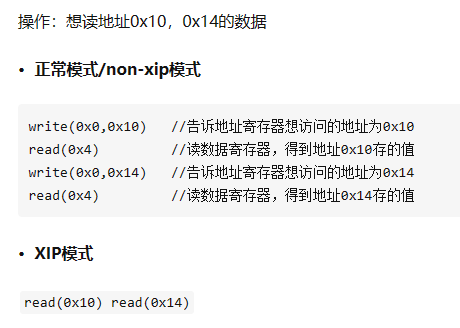 操作：想读地址0x10，0x14的数据
• 正常模式/non-xip模式
write(0x0,0x10)   //告诉地址寄存器想访问的地址为0x10
read(0x4)         //读数据寄存器，得到地址0x10存的值
write(0x0,0x14)   //告诉地址寄存器想访问的地址为0x14
read(0x4)         //读数据寄存器，得到地址0x14存的值
• XIP模式
read(0x10) read(0x14)